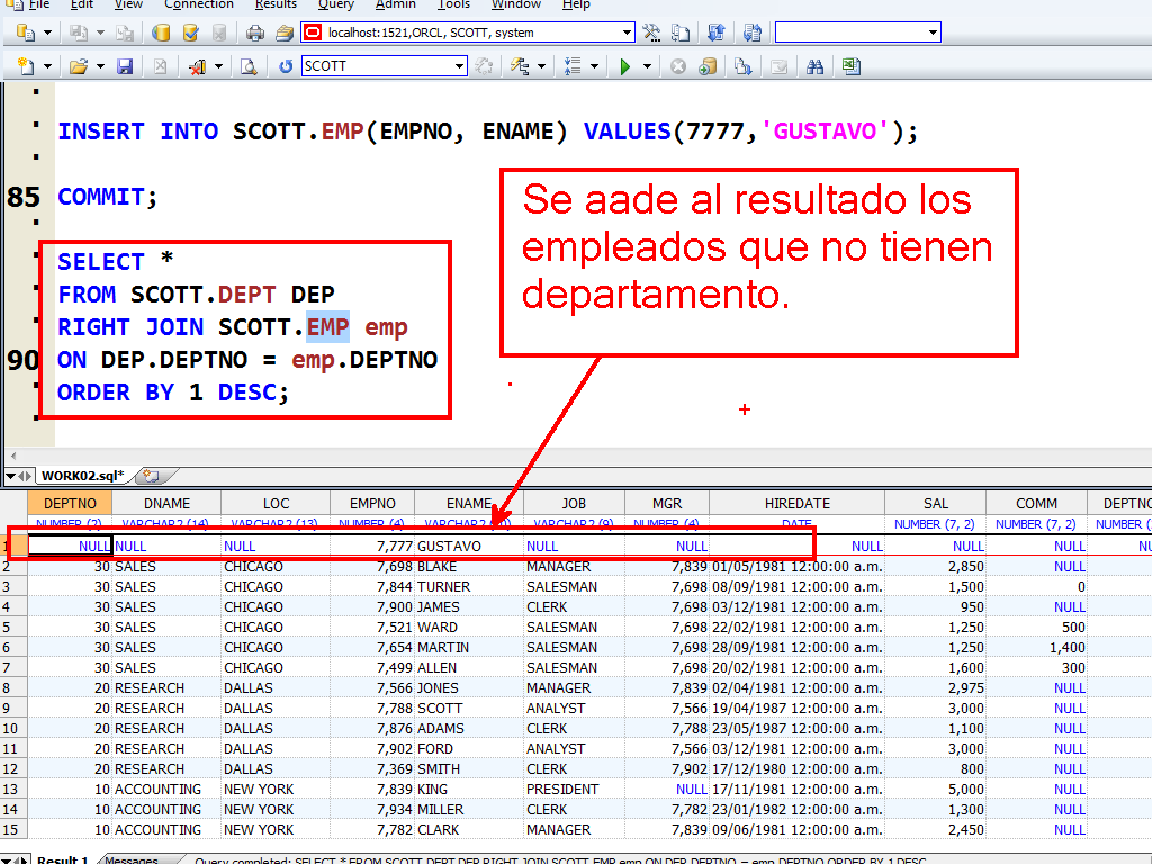 File Edit View Connection Results Query Admin Tools Window Help
localhost:1521,ORCL, SCOTT, system
SCOTT
INSERT INTO SCOTT.EMP(EMPNO, ENAME) VALUES(7777,'GUSTAVO');
85 COMMIT;
SELECT *
FROM SCOTT.DEPT DEP
RIGHT JOIN SCOTT.EMP emp
90 ON DEP.DEPTNO = emp.DEPTNO
ORDER BY 1 DESC;
Se aade al resultado los
empleados que no tienen
departamento.
WORK02.sql*
DEPTNO DNAME LOC EMPNO ENAME JOB MGR HIREDATE SAL COMM DEPTNO
NUMBER (2) VARCHAR2 (14) VARCHAR2 (13) NUMBER (4) VARCHAR2 VARCHAR2 (9) NUMBER (4) DATE NUMBER (7, 2) NUMBER (7, 2) NUMBER
1 NULL NULL NULL 7,777 GUSTAVO NULL NULL NULL NULL NULL
2 30 SALES CHICAGO 7,698 BLAKE MANAGER 7,839 01/05/1981 12:00:00 a.m. 2,850 NULL
3 30 SALES CHICAGO 7,844 TURNER SALESMAN 7,698 08/09/1981 12:00:00 a.m. 1,500 0
4 30 SALES CHICAGO 7,900 JAMES CLERK 7,698 03/12/1981 12:00:00 a.m. 950 NULL
5 30 SALES CHICAGO 7,521 WARD SALESMAN 7,698 22/02/1981 12:00:00 a.m. 1,250 500
6 30 SALES CHICAGO 7,654 MARTIN SALESMAN 7,698 28/09/1981 12:00:00 a.m. 1,250 1,400
7 30 SALES CHICAGO 7,499 ALLEN SALESMAN 7,698 20/02/1981 12:00:00 a.m. 1,600 300
8 20 RESEARCH DALLAS 7,566 JONES MANAGER 7,839 02/04/1981 12:00:00 a.m. 2,975 NULL
9 20 RESEARCH DALLAS 7,788 SCOTT ANALYST 7,566 19/04/1987 12:00:00 a.m. 3,000 NULL
10 20 RESEARCH DALLAS 7,876 ADAMS CLERK 7,788 23/05/1987 12:00:00 a.m. 1,100 NULL
11 20 RESEARCH DALLAS 7,902 FORD ANALYST 7,566 03/12/1981 12:00:00 a.m. 3,000 NULL
12 20 RESEARCH DALLAS 7,369 SMITH CLERK 7,902 17/12/1980 12:00:00 a.m. 800 NULL
13 10 ACCOUNTING NEW YORK 7,839 KING PRESIDENT NULL 17/11/1981 12:00:00 a.m. 5,000 NULL
14 10 ACCOUNTING NEW YORK 7,934 MILLER CLERK 7,782 23/01/1982 12:00:00 a.m. 1,300 NULL
15 10 ACCOUNTING NEW YORK 7,782 CLARK MANAGER 7,839 09/06/1981 12:00:00 a.m. 2,450 NULL
Result 1 Messages Query completed: SELECT * FROM SCOTT.DEPT DEP RIGHT JOIN SCOTT.EMP emp ON DEP.DEPTNO = emp.DEPTNO ORDER BY 1 DESC